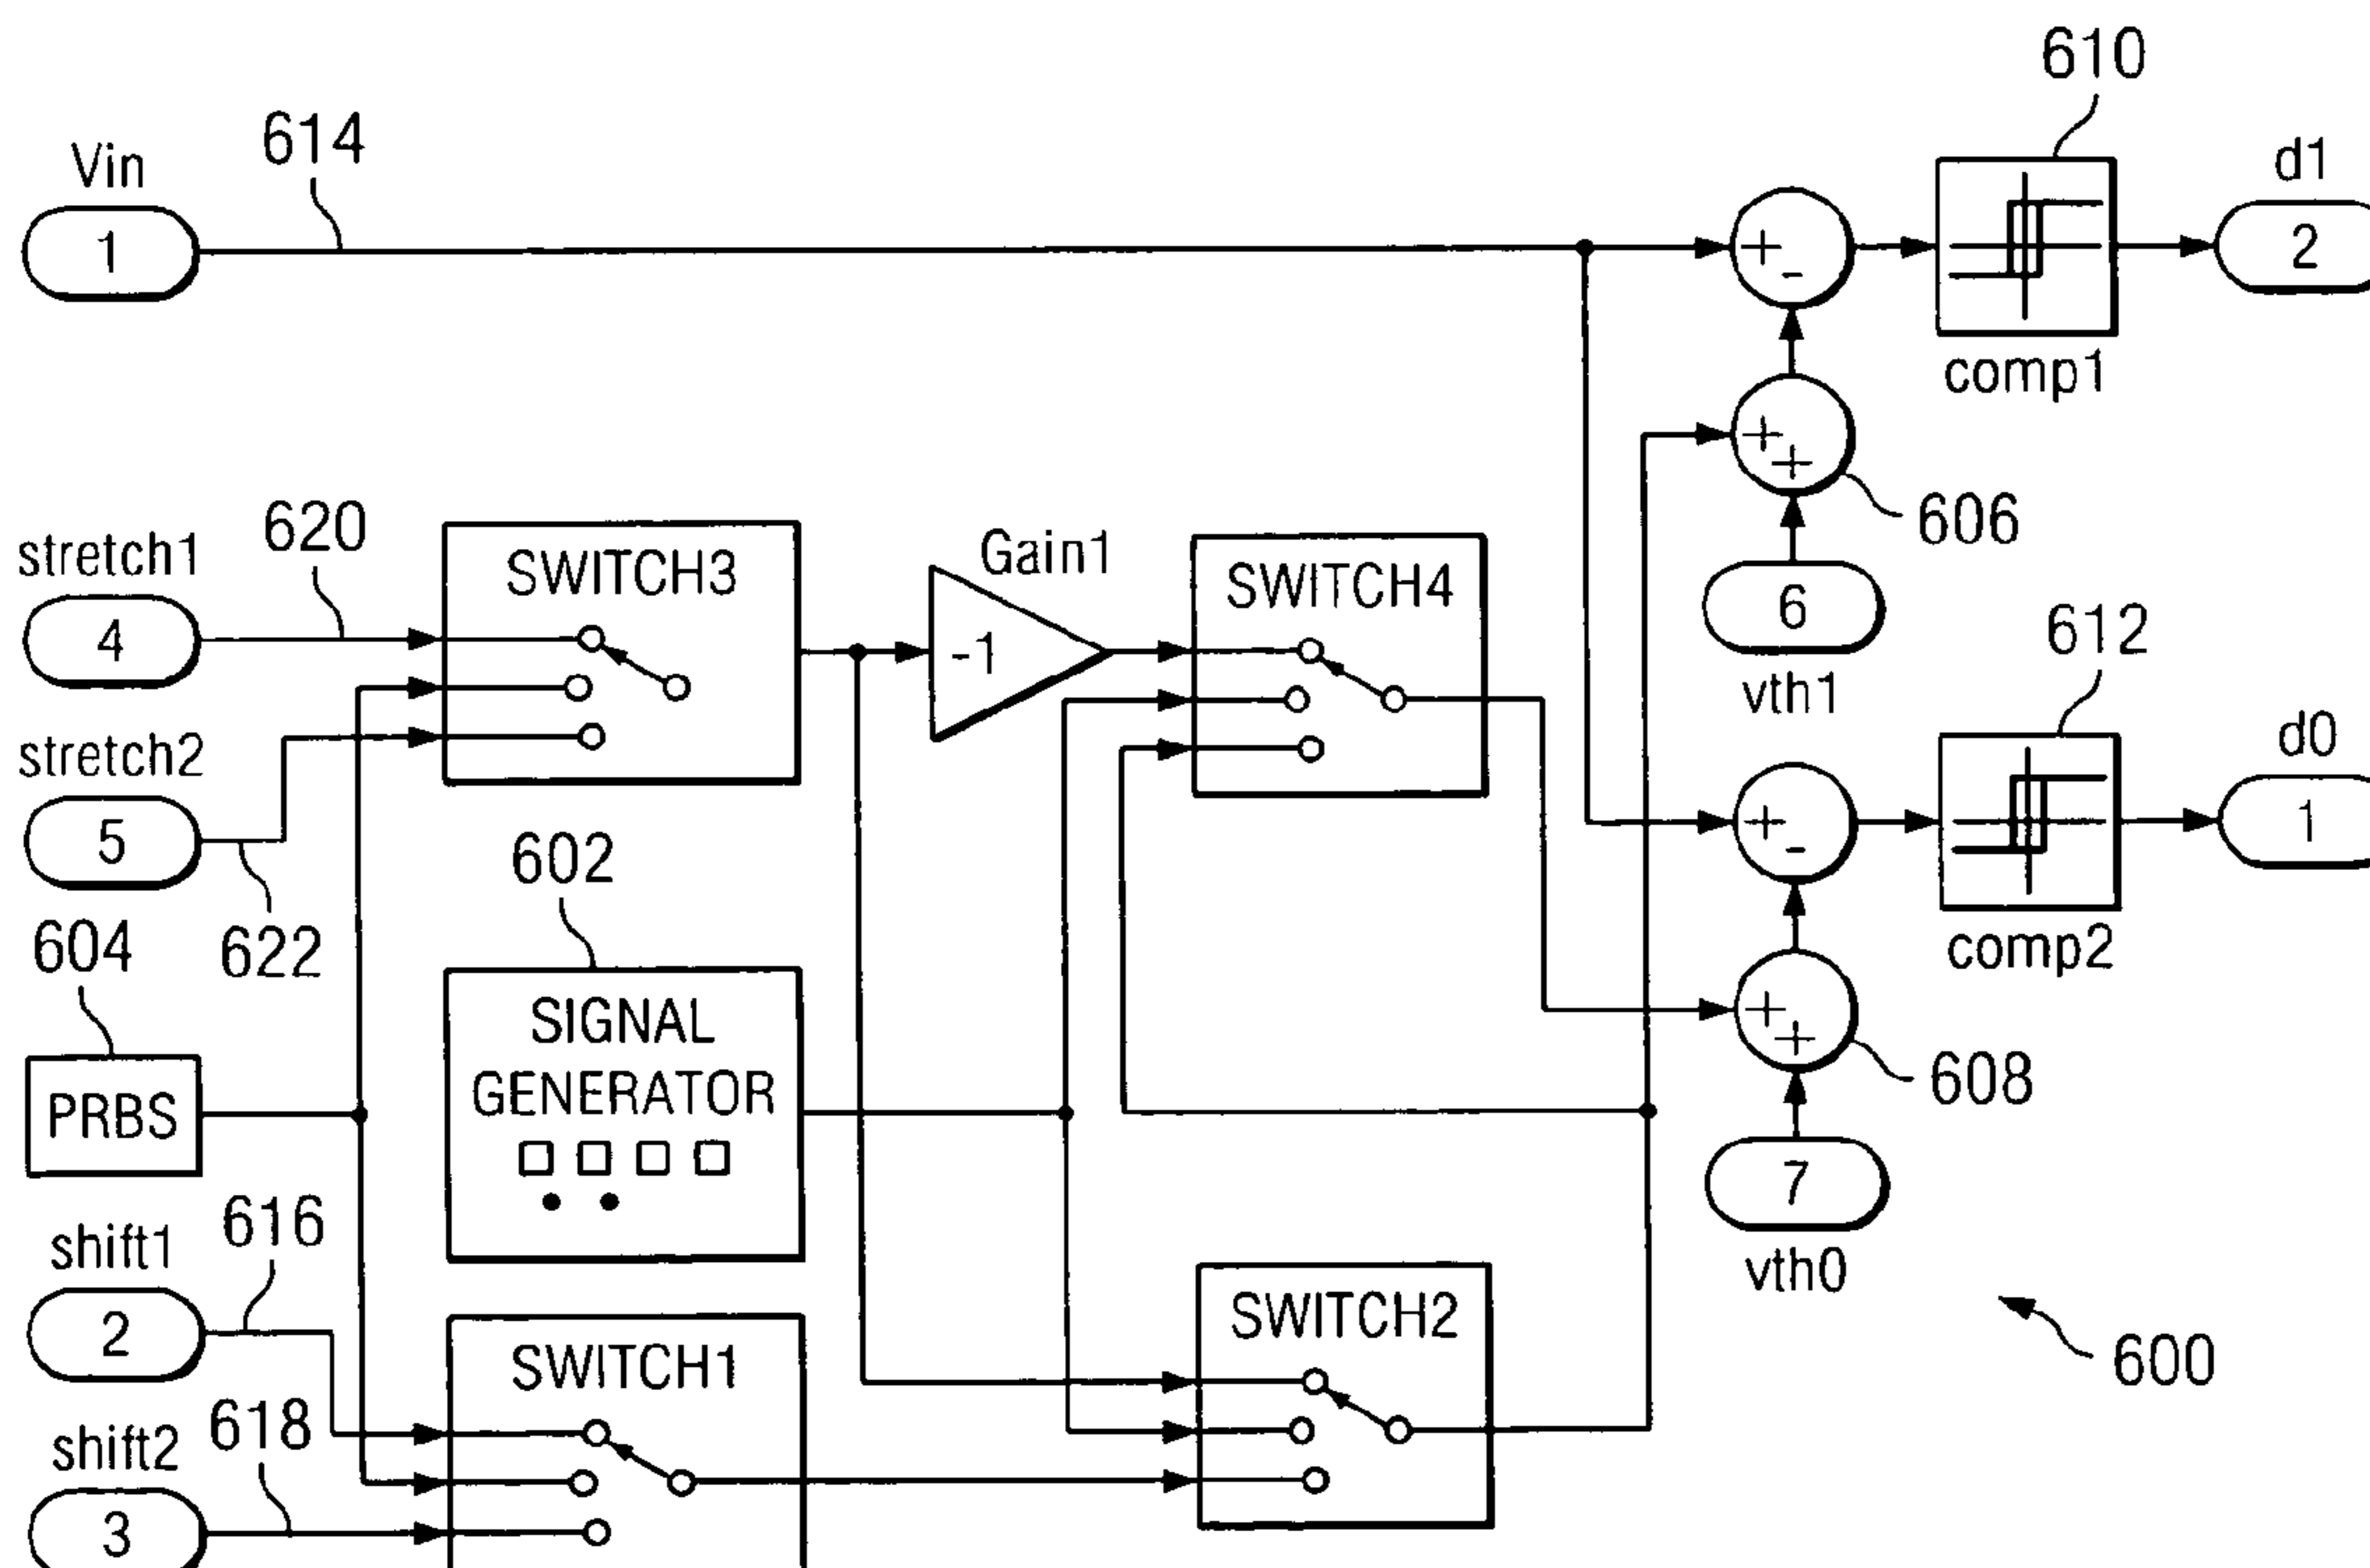 610
614
Vin
d1
1
+
-
2
comp1
620
+
+
606
stretch1
SWITCH3
Gain1
SWITCH4
6
612
4
-1
vth1
stretch2
d0
5
602
+
-
1
604
622
comp2
SIGNAL
GENERATOR
+
+
608
PRBS
616
7
shift1
vth0
2
SWITCH1
SWITCH2
600
618
shift2
3